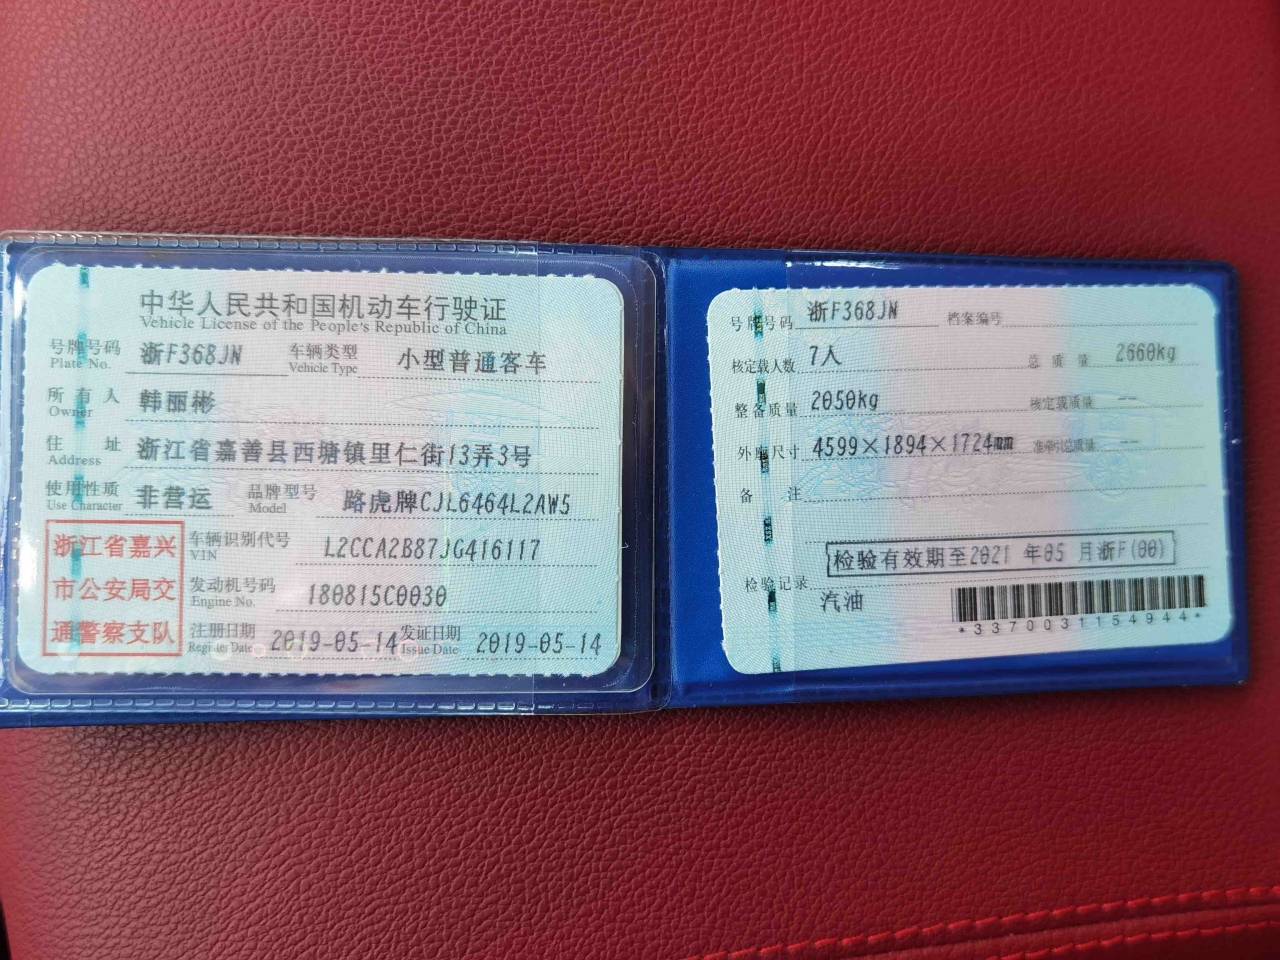 中华人民共和国机动车行驶证
Vehicle License of the People's Republic of China
号牌号码 浙F368JN 车辆类型 小型普通客车
Plate No. Vehicle Type
所有人 韩丽彬
Owner
住址 浙江省嘉善县西塘镇里仁街13弄3号
Address
使用性质 非营运 品牌型号 路虎牌CJL6464L2AW5
Use Character Model
浙江省嘉兴
市公安局交
通警察支队
车辆识别代号 L2CCA2B87JG416117
VIN
发动机号码 180815C0030
Engine No.
注册日期 2019-05-14 发证日期 2019-05-14
Register Date Issue Date
号牌号码 浙F368JN 档案编号
核定载人数 7人 总质量 2660kg
整备质量 2050kg 核定载质量 --
外廓尺寸 4599×1894×1724mm 准牵引总质量 --
备注
检验有效期至2021年05月浙F(00)
检验记录
汽油
*3370031154944*